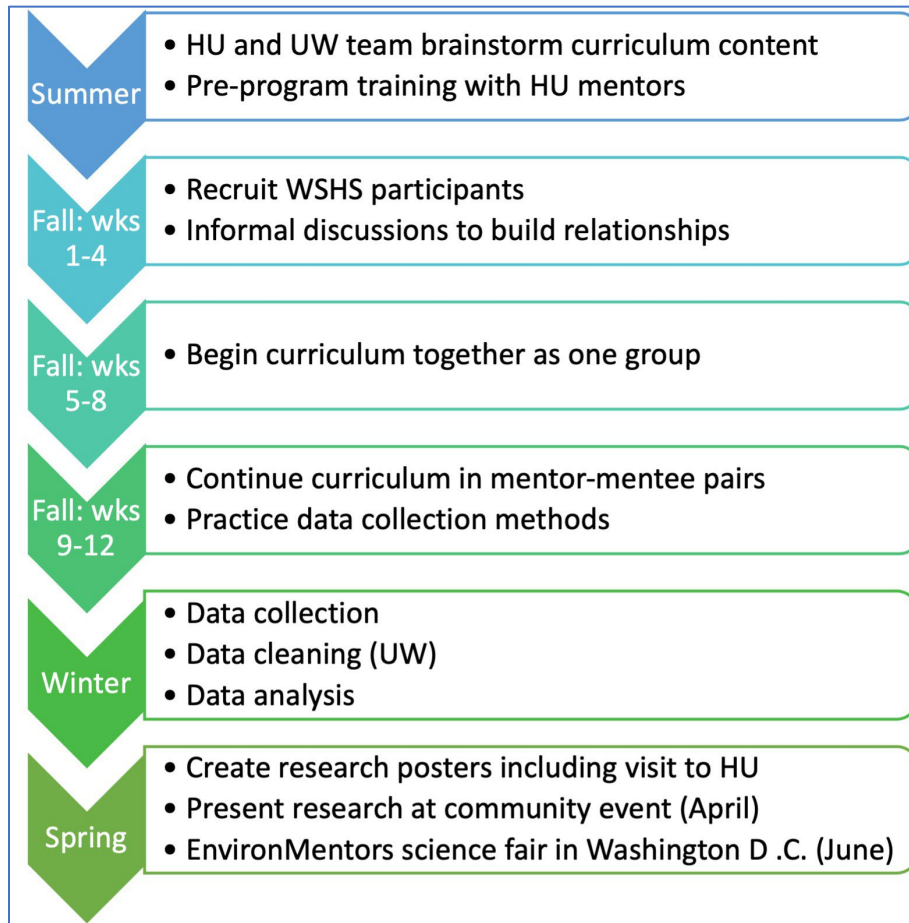 Summer
• HU and UW team brainstorm curriculum content
• Pre-program training with HU mentors
Fall: wks
1-4
• Recruit WSHS participants
• Informal discussions to build relationships
Fall: wks
5-8
• Begin curriculum together as one group
Fall: wks
9-12
• Continue curriculum in mentor-mentee pairs
• Practice data collection methods
Winter
• Data collection
• Data cleaning (UW)
• Data analysis
Spring
• Create research posters including visit to HU
• Present research at community event (April)
• EnvironMentors science fair in Washington D .C. (June)